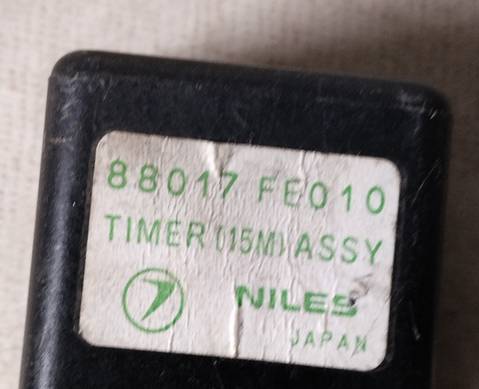 88017 FE010
TIMER (15M) ASSY
NILES
JAPAN